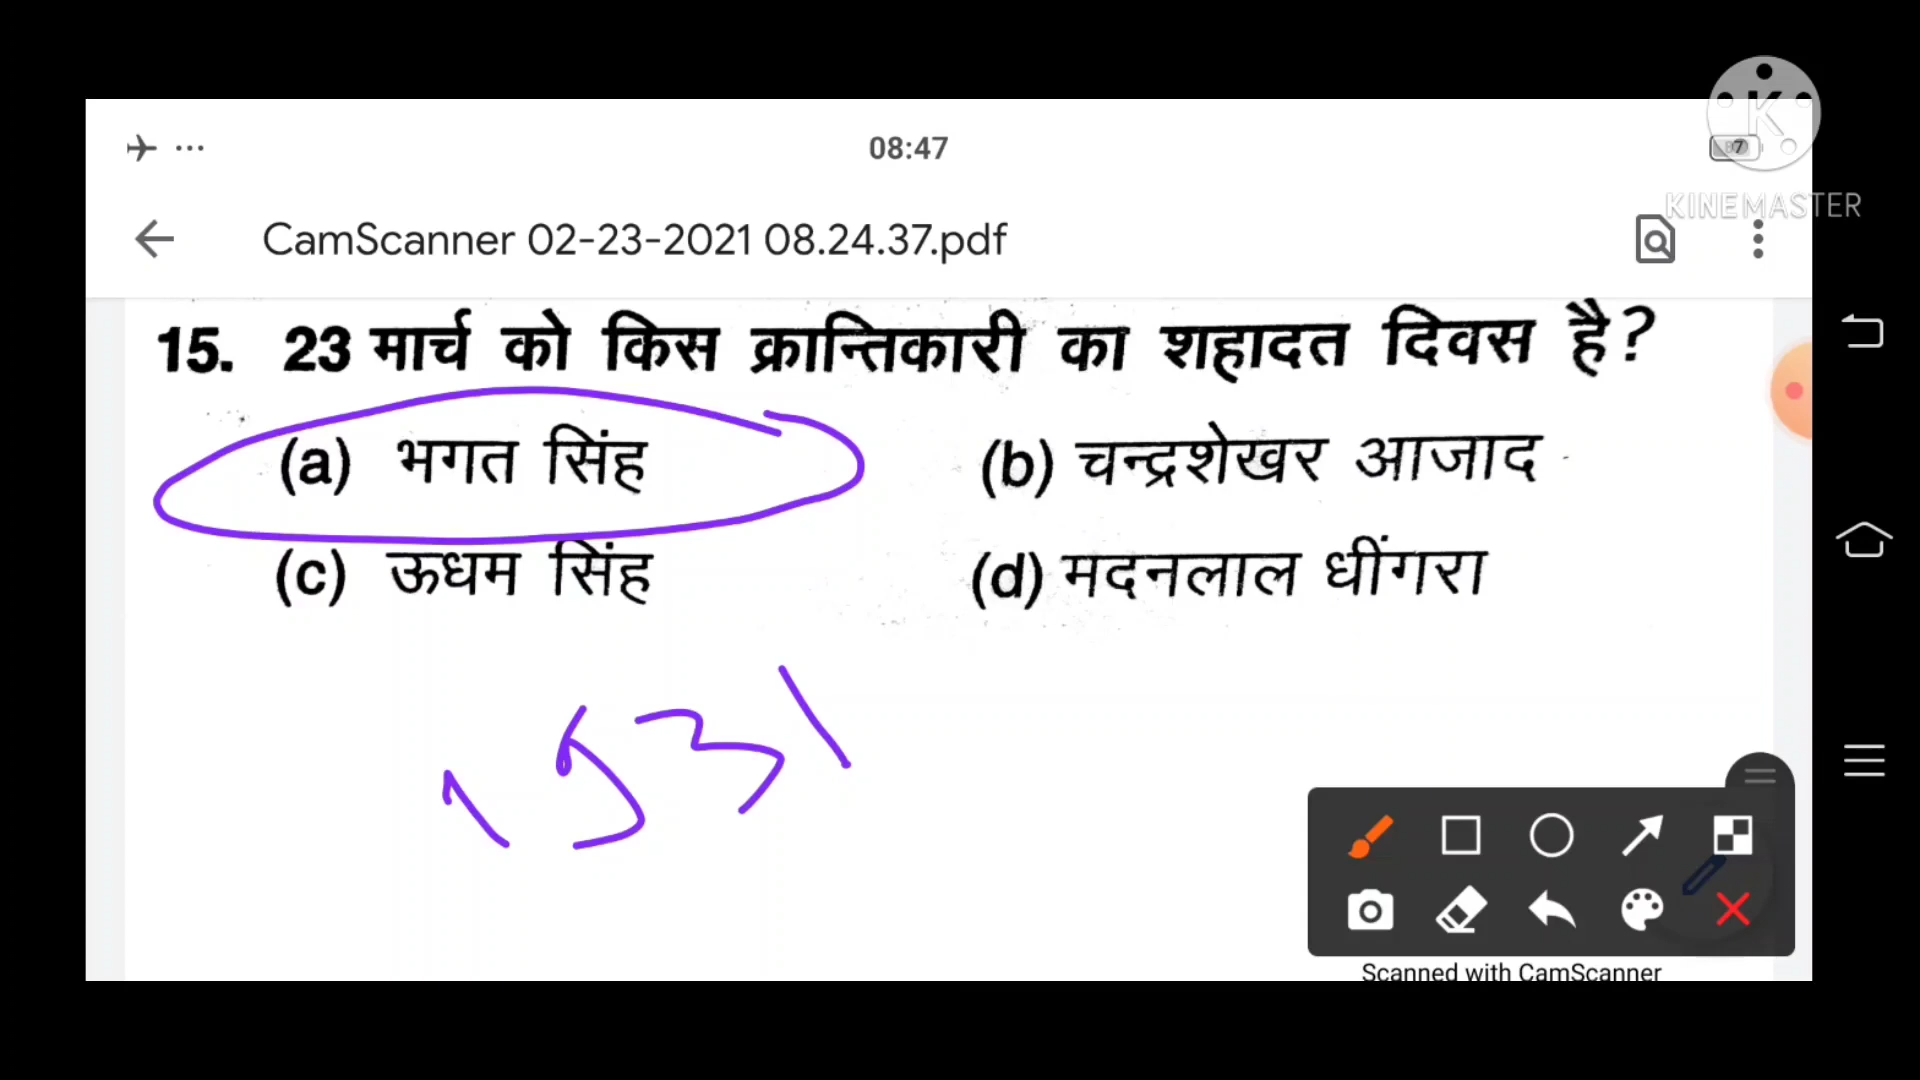 08:47
87
KINEMASTER
CamScanner 02-23-2021 08.24.37.pdf
15. 23 मार्च को किस क्रान्तिकारी का शहादत दिवस है?
(a) भगत सिंह
(b) चन्द्रशेखर आजाद
(c) ऊधम सिंह
(d) मदनलाल धींगरा
1931
Scanned with CamScanner